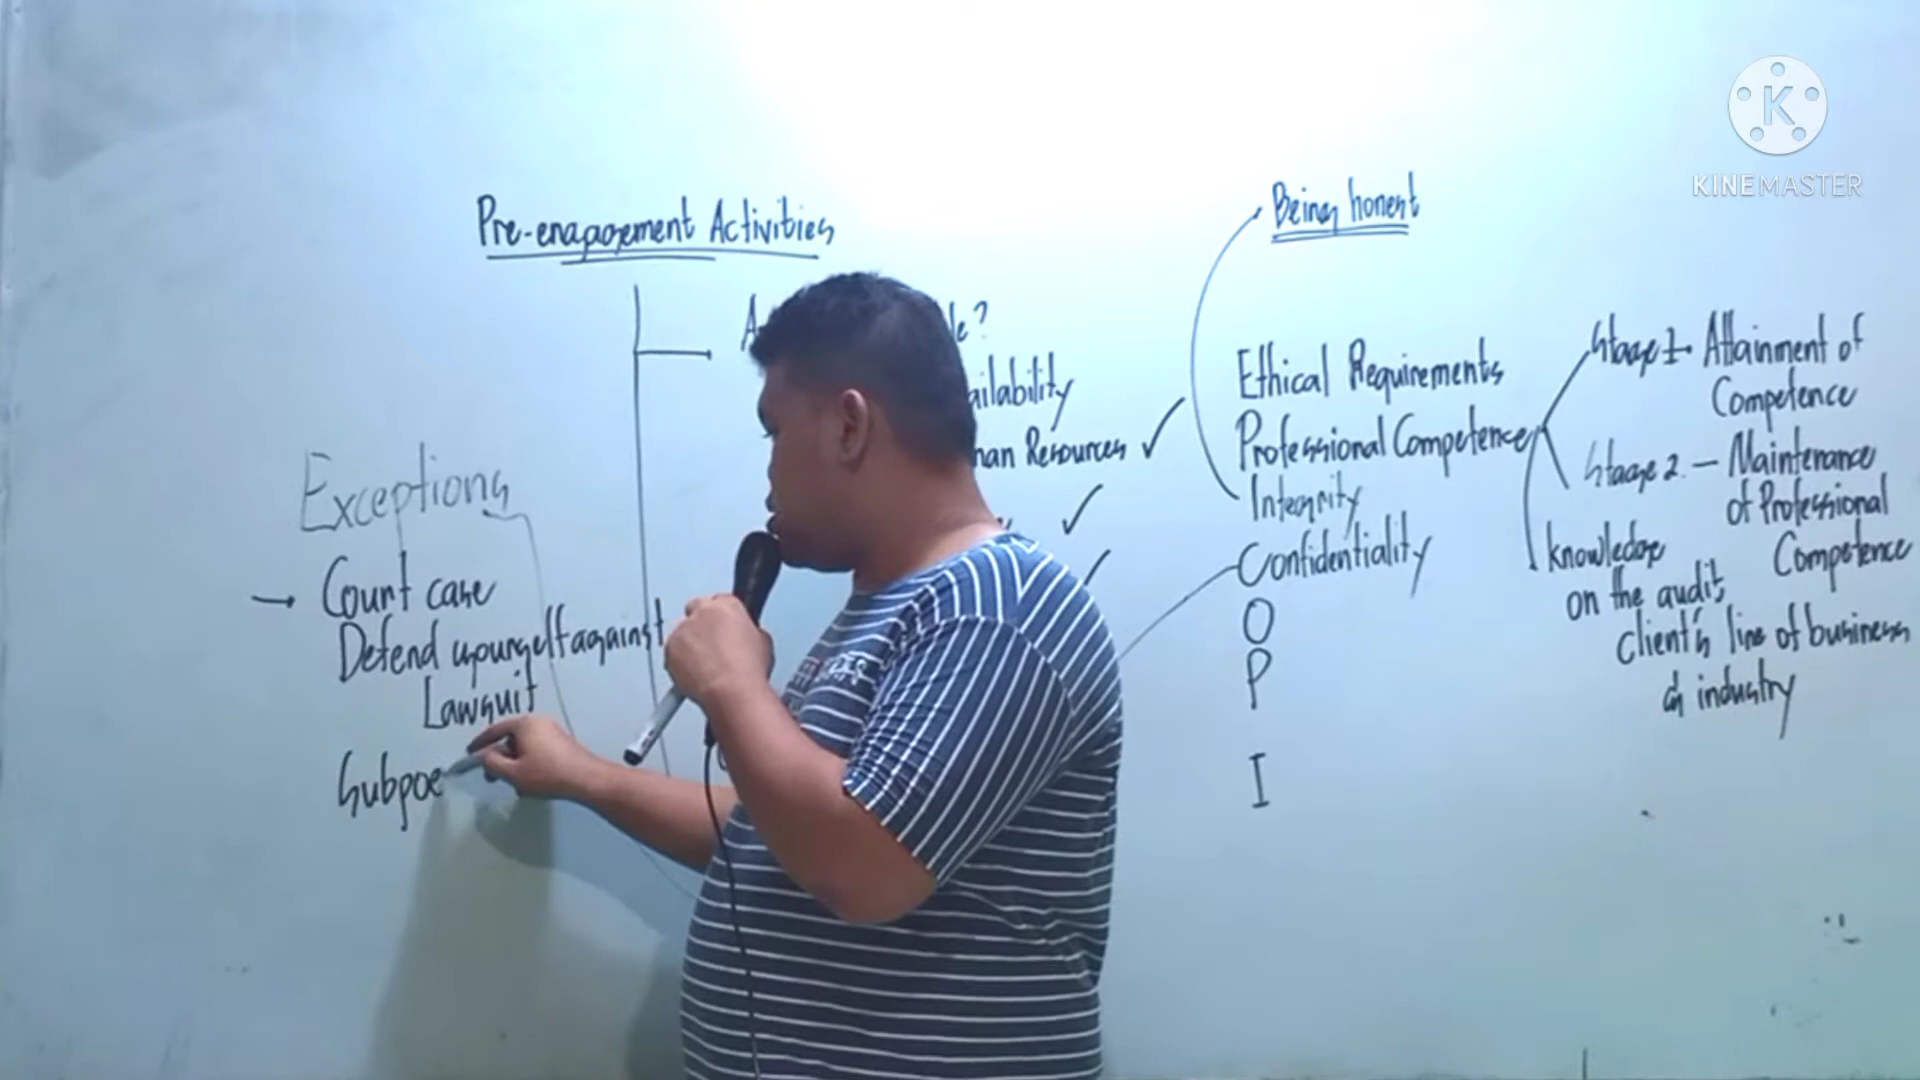 KINEMASTER
Pre-enagagement Activities
Being honest
ailability
Resources ✓
✓
Exceptions
→ Court case
Defend yourself against
Lawsuit
Subpoe
Ethical Requirements
Professional Competence
Integrity
Confidentiality
O
P
I
Stage 1. Attainment of
Competence
Stage 2. - Maintenance
of Professional
Competence
knowledge
on the audit
client's line of business
industry